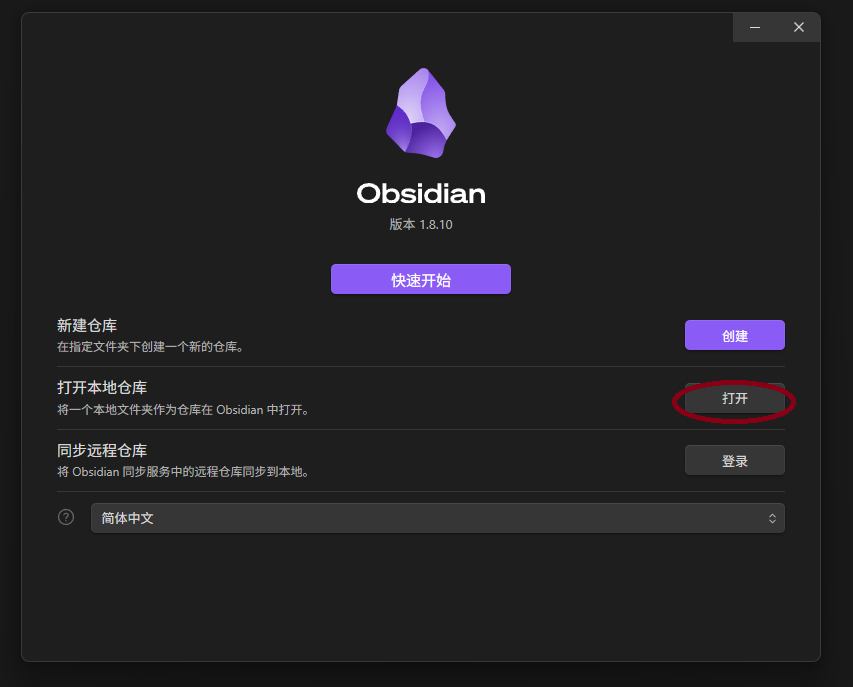 Obsidian
版本 1.8.10
快速开始
新建仓库
在指定文件夹下创建一个新的仓库。
创建
打开本地仓库
将一个本地文件夹作为仓库在 Obsidian 中打开。
打开
同步远程仓库
将 Obsidian 同步服务中的远程仓库同步到本地。
登录
?
简体中文